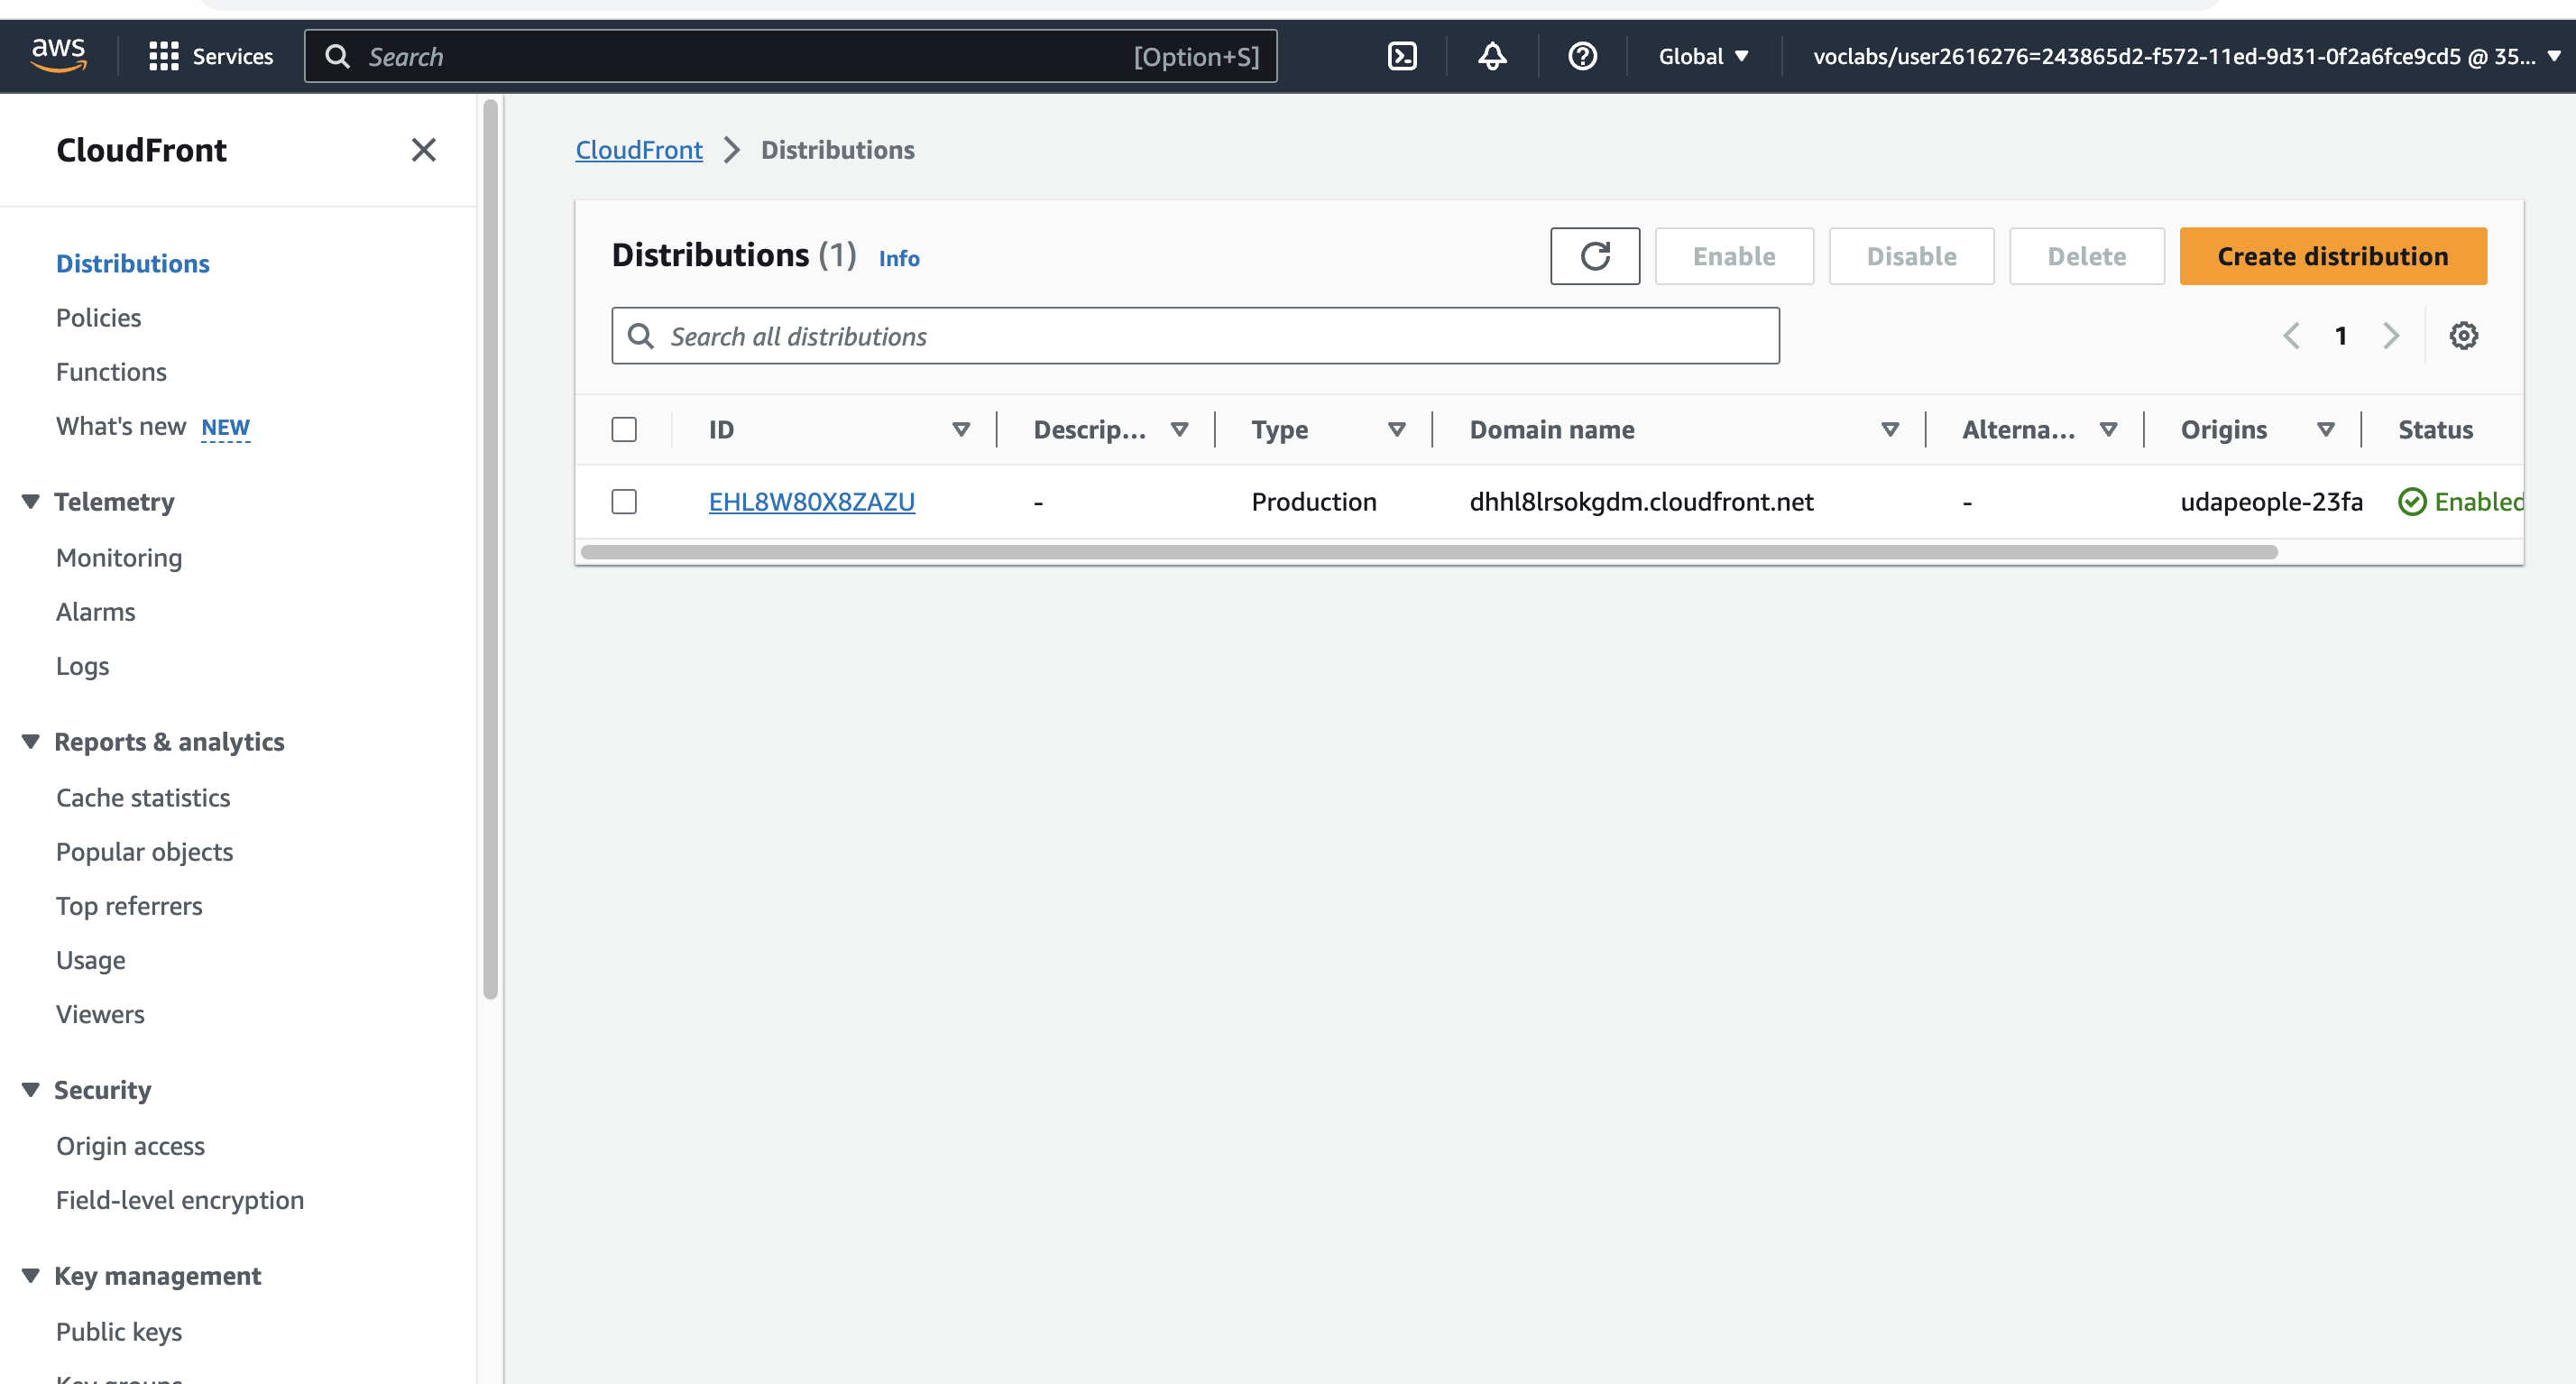 aws
Services
Search
[Option+S]
Global
voclabs/user2616276=243865d2-f572-11ed-9d31-0f2a6fce9cd5 @ 35...
CloudFront
Distributions
Policies
Functions
What's new NEW
Telemetry
Monitoring
Alarms
Logs
Reports & analytics
Cache statistics
Popular objects
Top referrers
Usage
Viewers
Security
Origin access
Field-level encryption
Key management
Public keys
Key groups
CloudFront
Distributions
Distributions (1) Info
Enable
Disable
Delete
Create distribution
Search all distributions
1
ID
Descrip...
Type
Domain name
Alterna...
Origins
Status
EHL8W80X8ZAZU
-
Production
dhhl8lrsokgdm.cloudfront.net
-
udapeople-23fa
Enabled